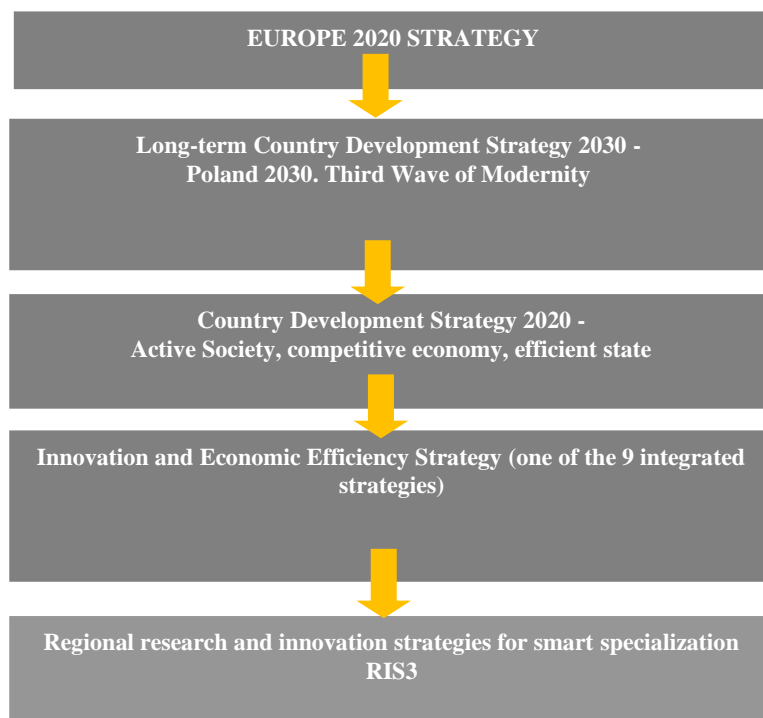 EUROPE 2020 STRATEGY
Long-term Country Development Strategy 2030 -
Poland 2030. Third Wave of Modernity
Country Development Strategy 2020 -
Active Society, competitive economy, efficient state
Innovation and Economic Efficiency Strategy (one of the 9 integrated
strategies)
Regional research and innovation strategies for smart specialization
RIS3